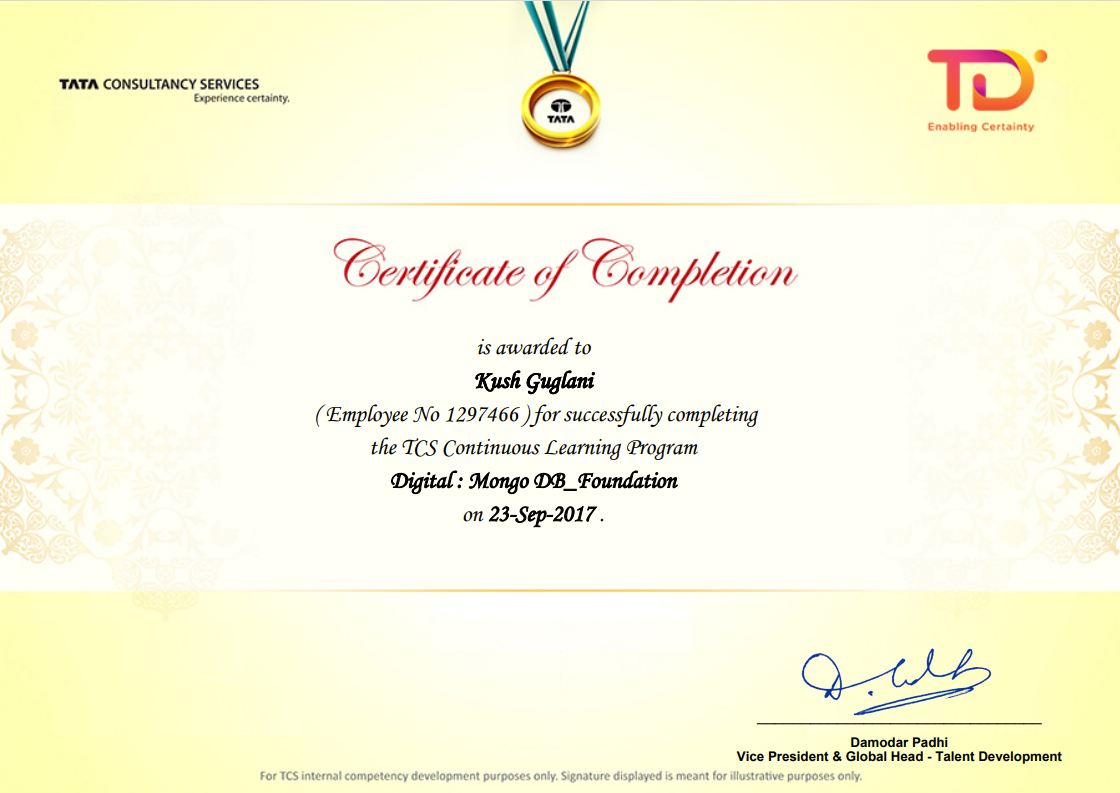 TATA CONSULTANCY SERVICES
Experience certainty.
TATA
TD
Enabling Certainty
Certificate of Completion
is awarded to
Kush Guglani
( Employee No 1297466 ) for successfully completing
the TCS Continuous Learning Program
Digital : Mongo DB_Foundation
on 23-Sep-2017 .
Damodar Padhi
Vice President & Global Head - Talent Development
For TCS internal competency development purposes only. Signature displayed is meant for illustrative purposes only.